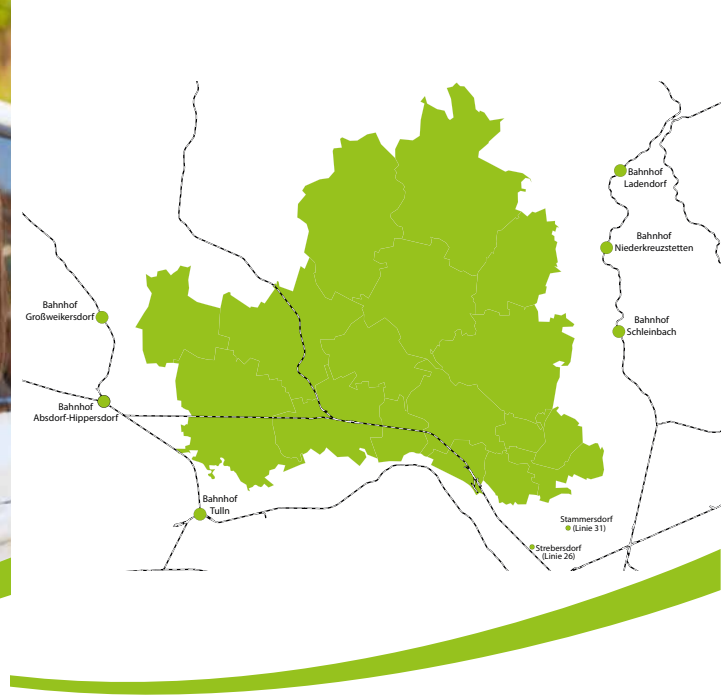 Bahnhof
Ladendorf
Bahnhof
Niederkreuzstetten
Bahnhof
Großweikersdorf
Bahnhof
Schleinbach
Bahnhof
Absdorf-Hippersdorf
Bahnhof
Tulln
Stammersdorf
(Linie 31)
Strebersdorf
(Linie 26)